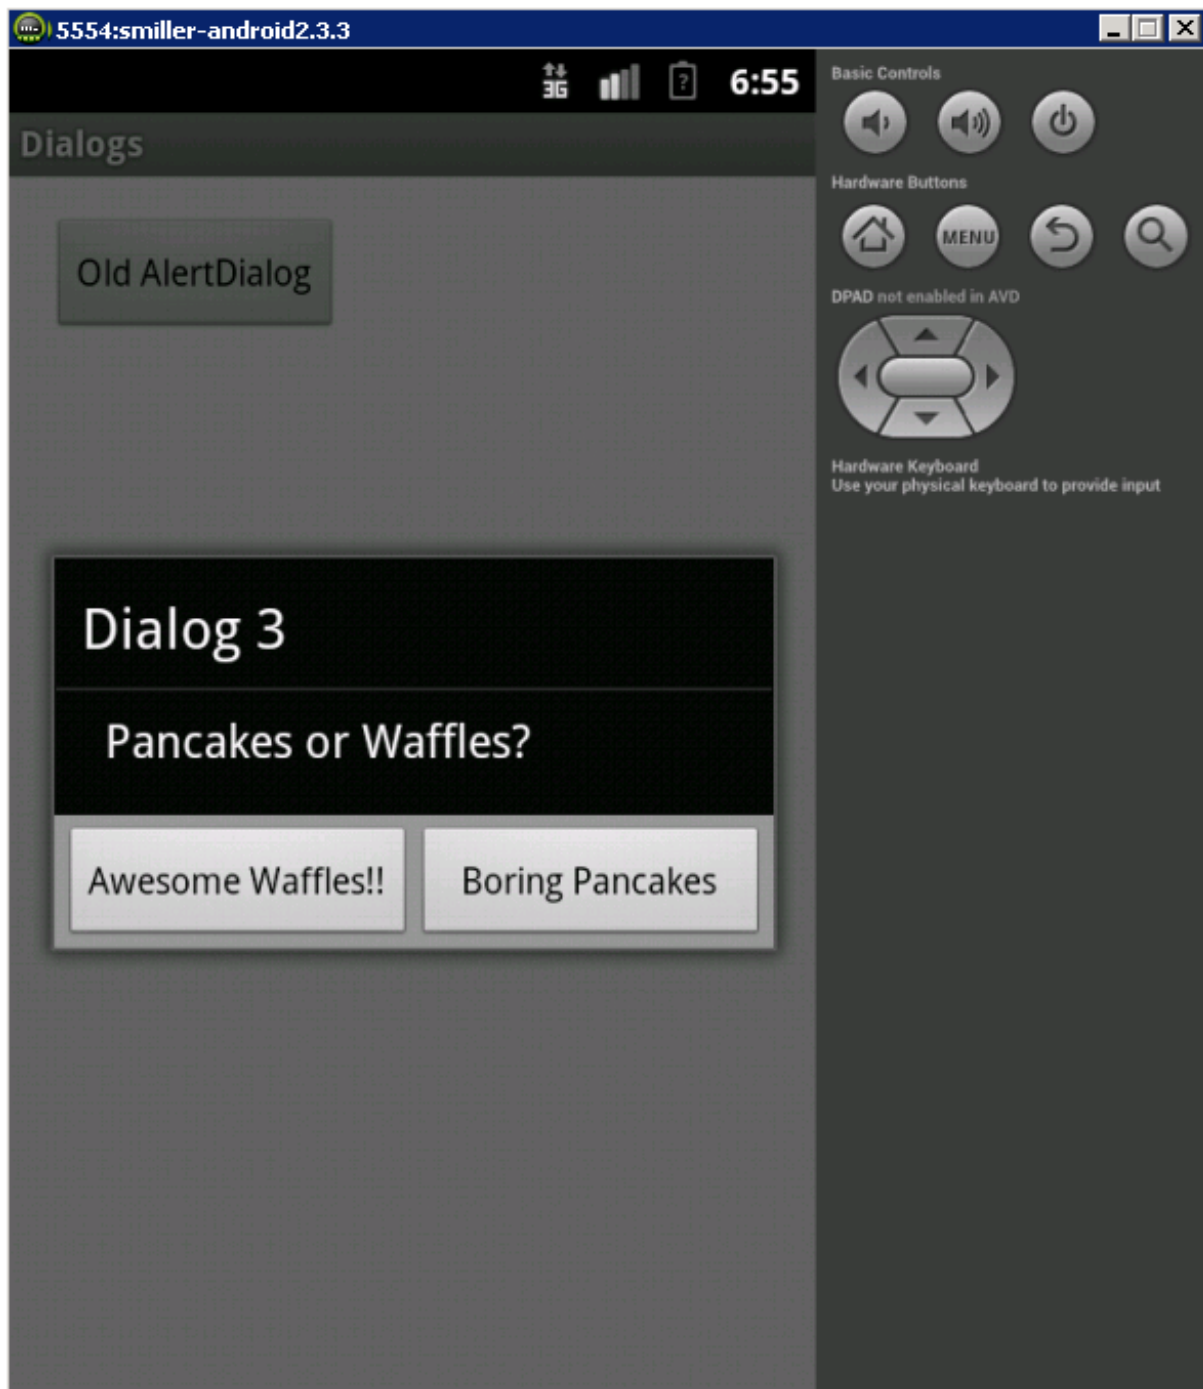 5554:smiller-android2.3.3
3G ? 6:55
Dialogs
Old AlertDialog
Dialog 3
Pancakes or Waffles?
Awesome Waffles!! Boring Pancakes
Basic Controls
Hardware Buttons
MENU
DPAD not enabled in AVD
Hardware Keyboard
Use your physical keyboard to provide input